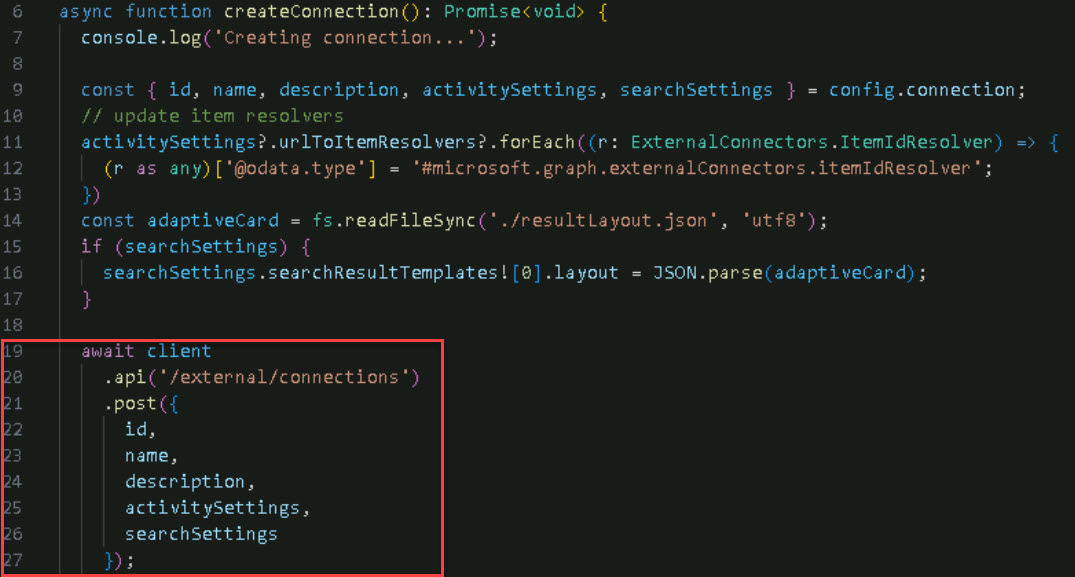 6 async function createConnection(): Promise<void> {
7 console.log('Creating connection...');
8
9 const { id, name, description, activitySettings, searchSettings } = config.connection;
10 // update item resolvers
11 activitySettings?.urlToItemResolvers?.forEach((r: ExternalConnectors.ItemIdResolver) => {
12 (r as any)['@odata.type'] = '#microsoft.graph.externalConnectors.itemIdResolver';
13 })
14 const adaptiveCard = fs.readFileSync('./resultLayout.json', 'utf8');
15 if (searchSettings) {
16 searchSettings.searchResultTemplates![0].layout = JSON.parse(adaptiveCard);
17 }
18
19 await client
20 .api('/external/connections')
21 .post({
22 id,
23 name,
24 description,
25 activitySettings,
26 searchSettings
27 });